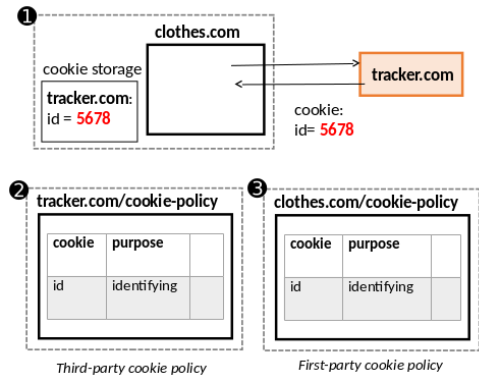 1
clothes.com
cookie storage
tracker.com:
id = 5678
tracker.com
cookie:
id= 5678
2
tracker.com/cookie-policy
cookie purpose
id identifying
Third-party cookie policy
3
clothes.com/cookie-policy
cookie purpose
id identifying
First-party cookie policy